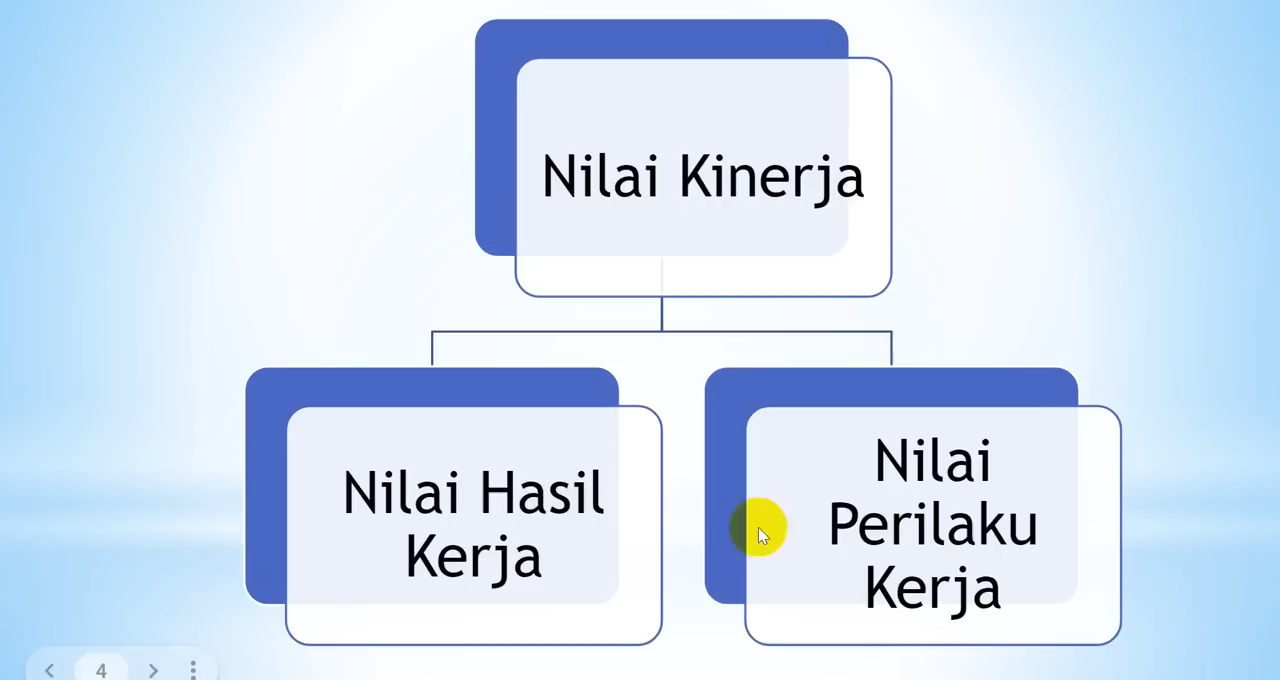 Nilai Kinerja
Nilai Hasil
Kerja
Nilai
Perilaku
Kerja
4